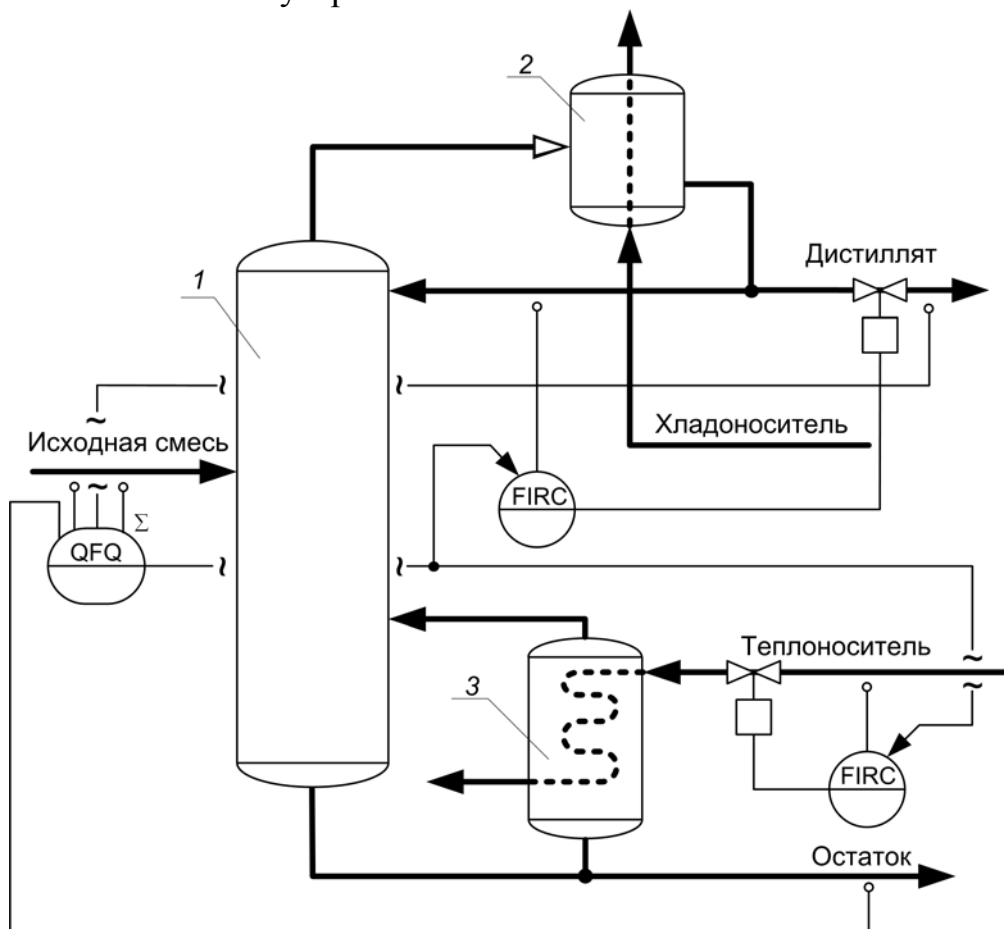 2
Дистиллят
1
Исходная смесь
Хладоноситель
FIRC
Σ
QFQ
Теплоноситель
3
FIRC
Остаток